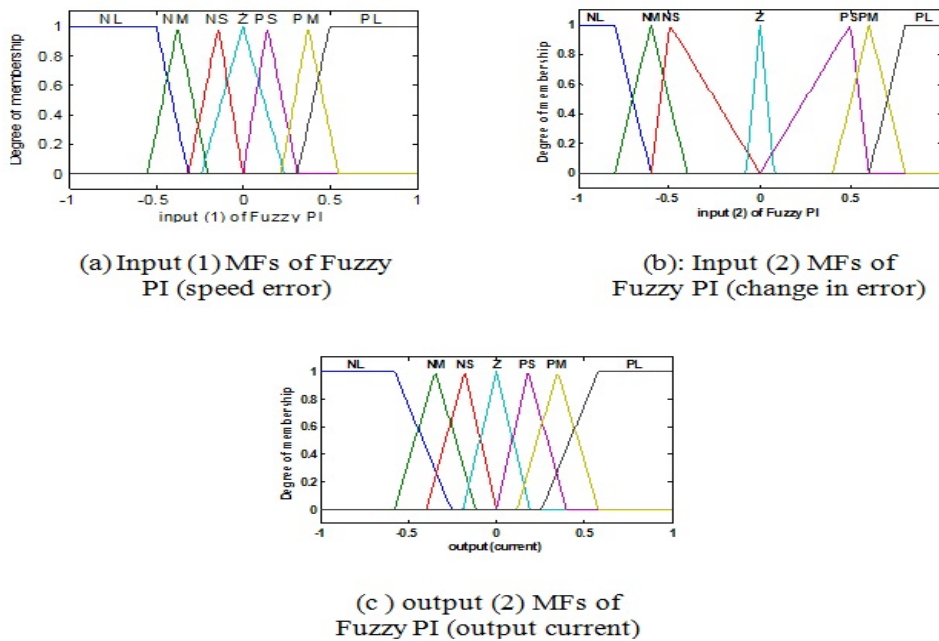 NL NM NS Z PS PM PL
1
0.8
0.6
0.4
0.2
0
Degree of membership
-1 -0.5 0 0.5 1
input (1) of Fuzzy PI
(a) Input (1) MFs of Fuzzy
PI (speed error)
NL NM NS Z PS PM PL
1
0.8
0.6
0.4
0.2
0
Degree of membership
-1 -0.5 0 0.5 1
input (2) of Fuzzy PI
(b): Input (2) MFs of
Fuzzy PI (change in error)
NL NM NS Z PS PM PL
1
0.8
0.6
0.4
0.2
0
Degree of membership
-1 -0.5 0 0.5 1
output (current)
(c ) output (2) MFs of
Fuzzy PI (output current)